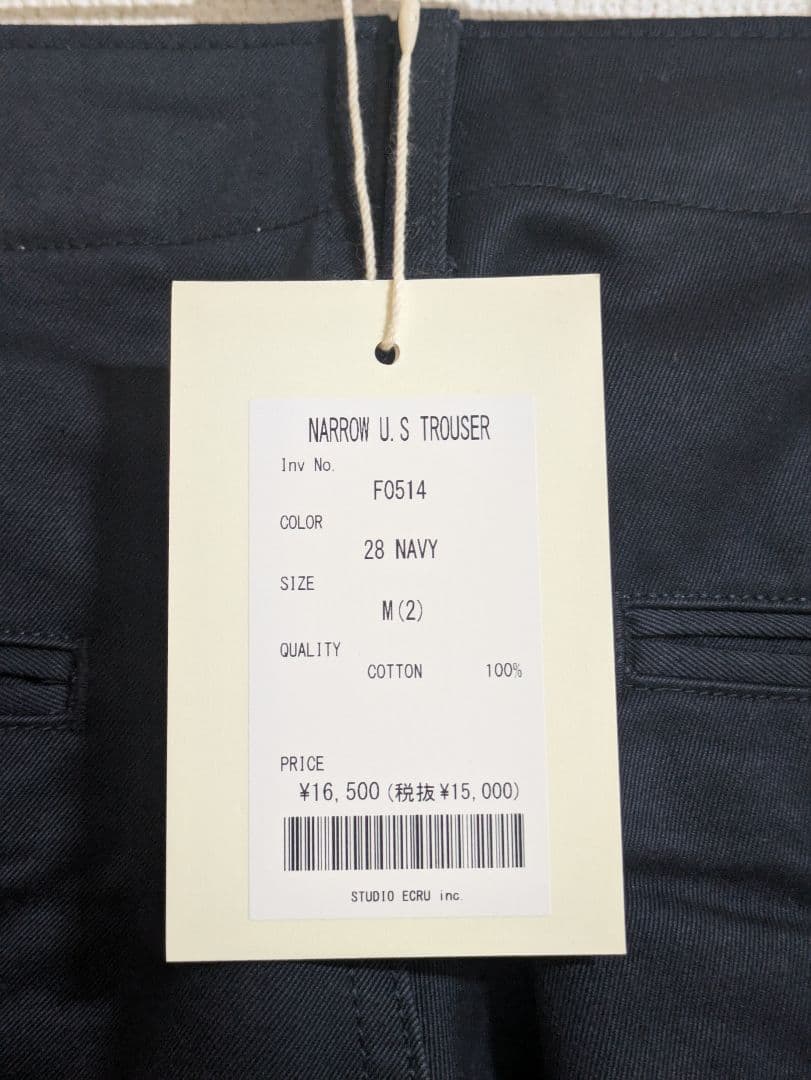 NARROW U.S TROUSER
Inv No.
F0514
COLOR
28 NAVY
SIZE
M(2)
QUALITY
COTTON 100%
PRICE
¥16,500(税抜¥15,000)
STUDIO ECRU inc.